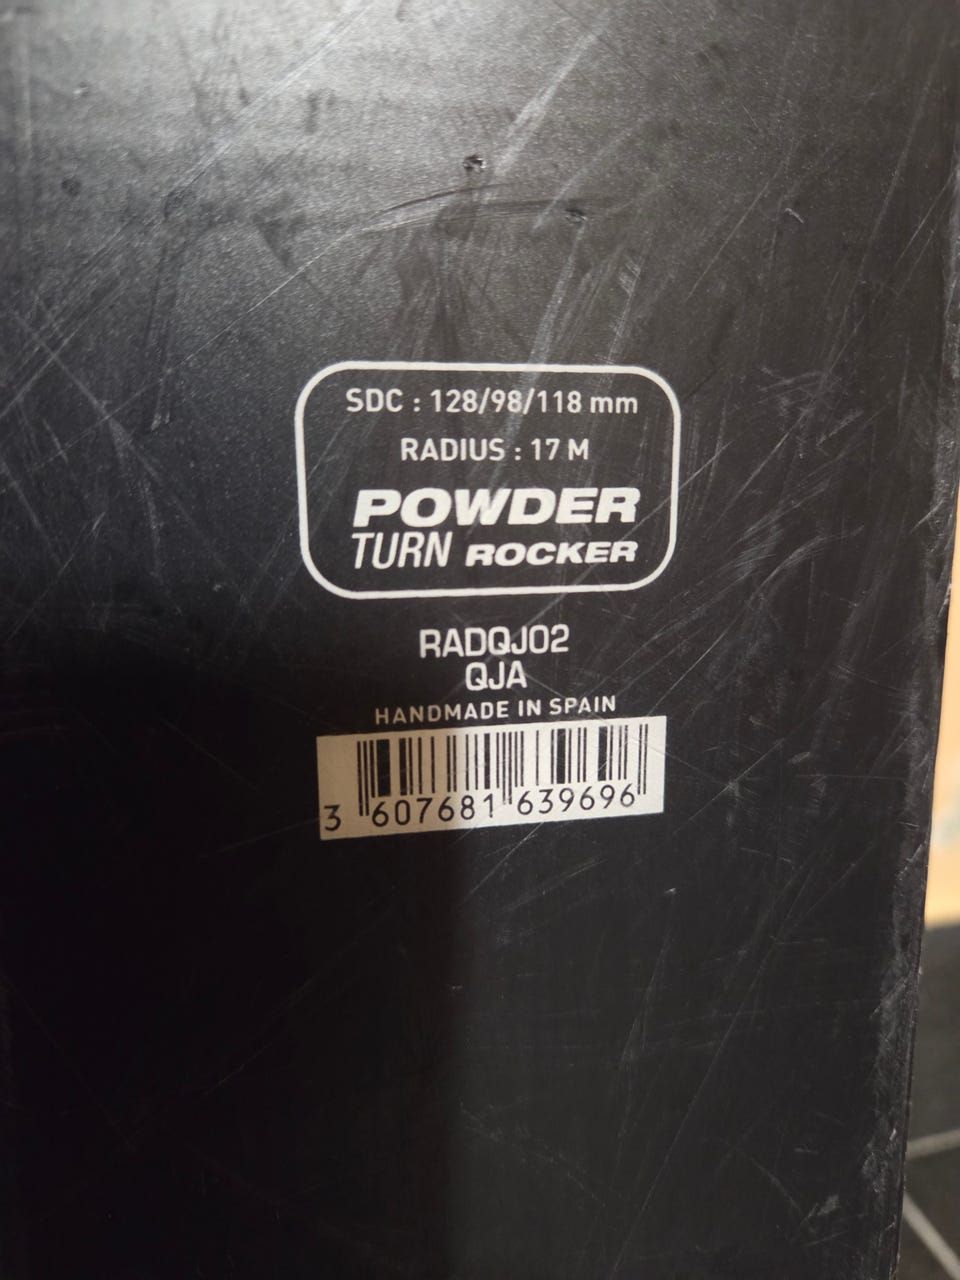 SDC : 128/98/118 mm
RADIUS : 17 M
POWDER
TURN ROCKER
RADQJ02
QJA
HANDMADE IN SPAIN
3 607681 639696